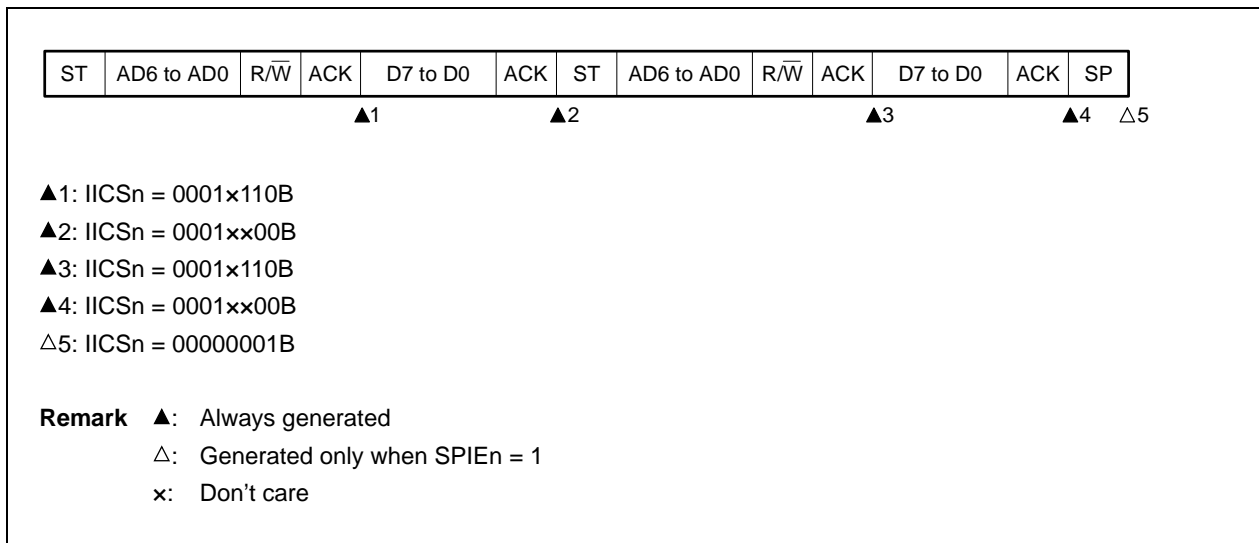 ST AD6 to AD0 R/W̅ ACK D7 to D0 ACK ST AD6 to AD0 R/W̅ ACK D7 to D0 ACK SP
▲1 ▲2 ▲3 ▲4 △5
▲1: IICSn = 0001×110B
▲2: IICSn = 0001××00B
▲3: IICSn = 0001×110B
▲4: IICSn = 0001××00B
△5: IICSn = 00000001B
Remark ▲: Always generated
△: Generated only when SPIEn = 1
×: Don't care